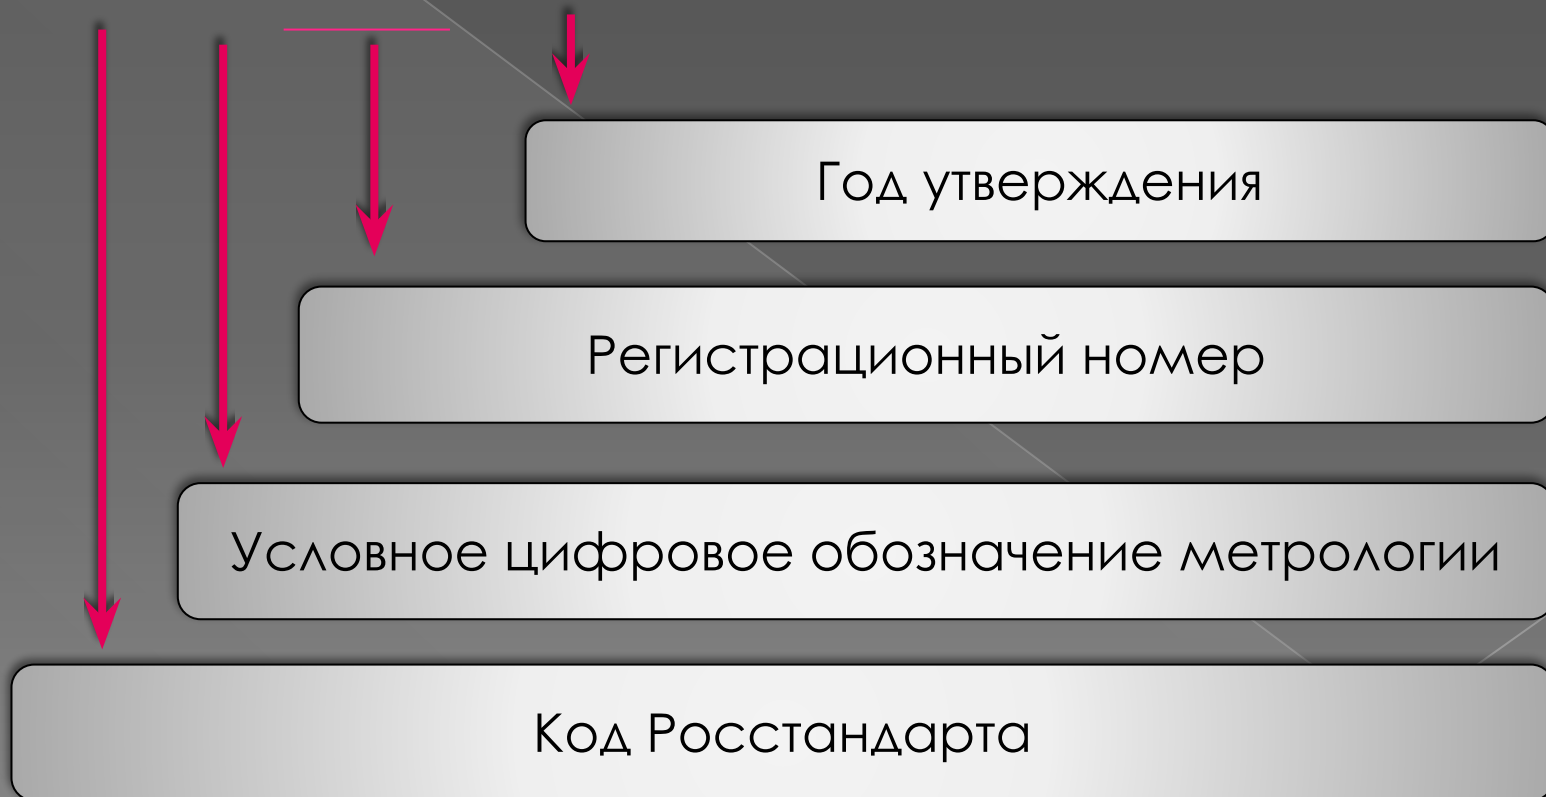 Год утверждения
Регистрационный номер
Условное цифровое обозначение метрологии
Код Росстандарта